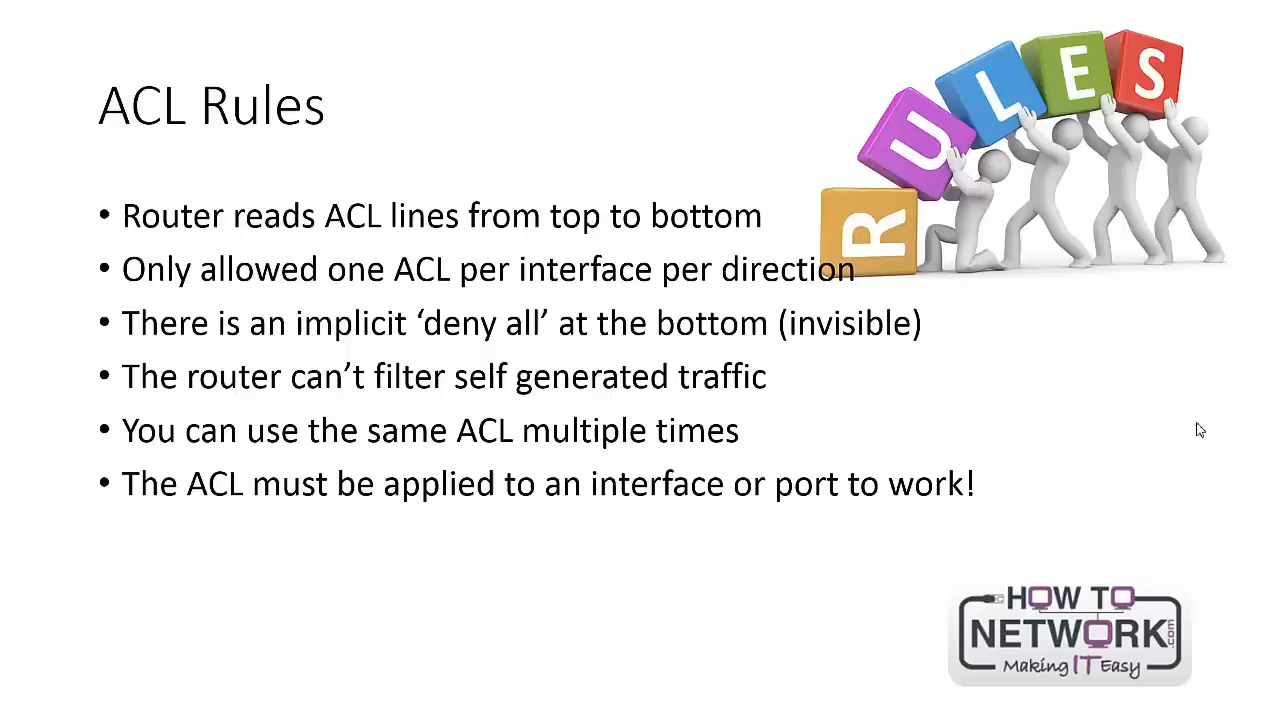 RULES
ACL Rules
• Router reads ACL lines from top to bottom
• Only allowed one ACL per interface per direction
• There is an implicit ‘deny all’ at the bottom (invisible)
• The router can’t filter self generated traffic
• You can use the same ACL multiple times
• The ACL must be applied to an interface or port to work!
HOW TO
NETWORK.com
Making IT Easy